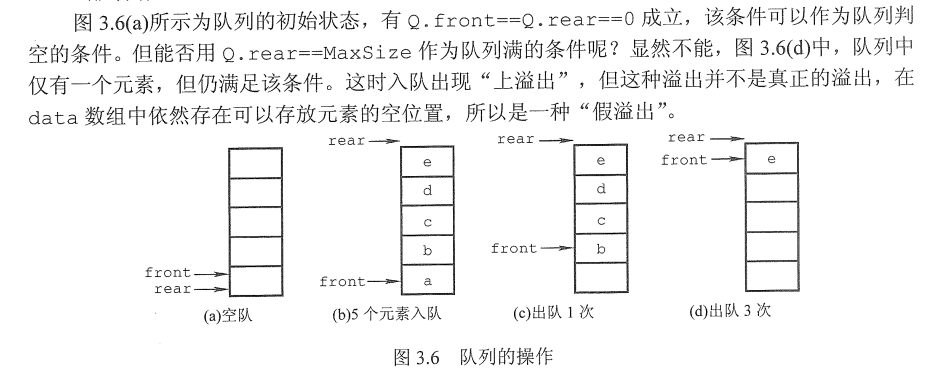 图 3.6(a)所示为队列的初始状态，有 Q.front==Q.rear==0 成立，该条件可以作为队列判
空的条件。但能否用 Q.rear==MaxSize 作为队列满的条件呢？显然不能，图 3.6(d)中，队列中
仅有一个元素，但仍满足该条件。这时入队出现“上溢出”，但这种溢出并不是真正的溢出，在
data 数组中依然存在可以存放元素的空位置，所以是一种“假溢出”。
front
rear
(a)空队
rear
e
d
c
b
front
a
(b)5 个元素入队
rear
e
d
c
front
b
(c)出队 1 次
rear
front
e
(d)出队 3 次
图 3.6 队列的操作